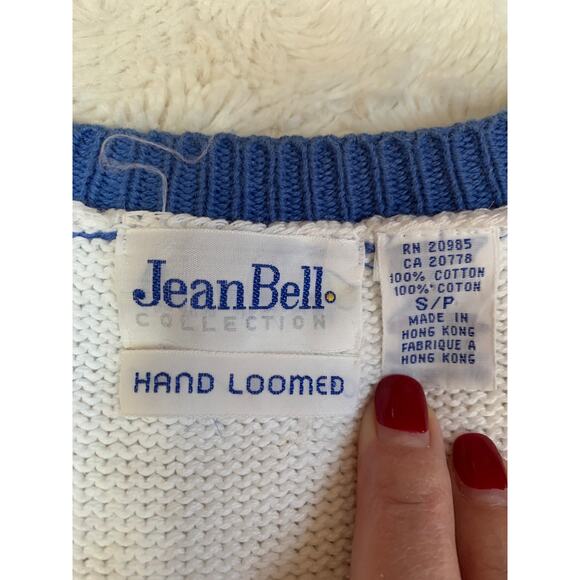 JeanBell
COLLECTION
HAND LOOMED
RN 20985
CA 20778
100% COTTON
100% COTON
S/P
MADE IN
HONG KONG
FABRIQUE A
HONG KONG